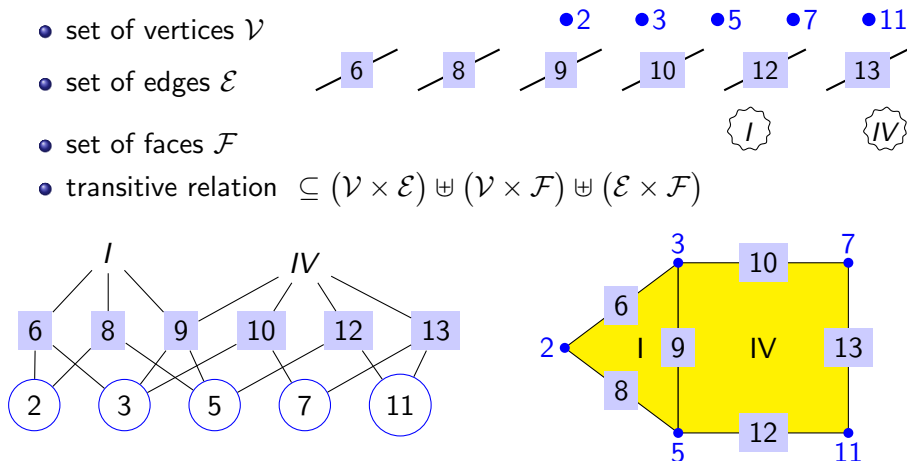 set of vertices 𝒱
2 3 5 7 11
set of edges ℰ
6 8 9 10 12 13
set of faces ℱ
I IV
transitive relation ⊆ (𝒱 × ℰ) ⊎ (𝒱 × ℱ) ⊎ (ℰ × ℱ)
I IV
6 8 9 10 12 13
2 3 5 7 11
3 7
10
6
2 I 9 IV 13
8
12
5 11